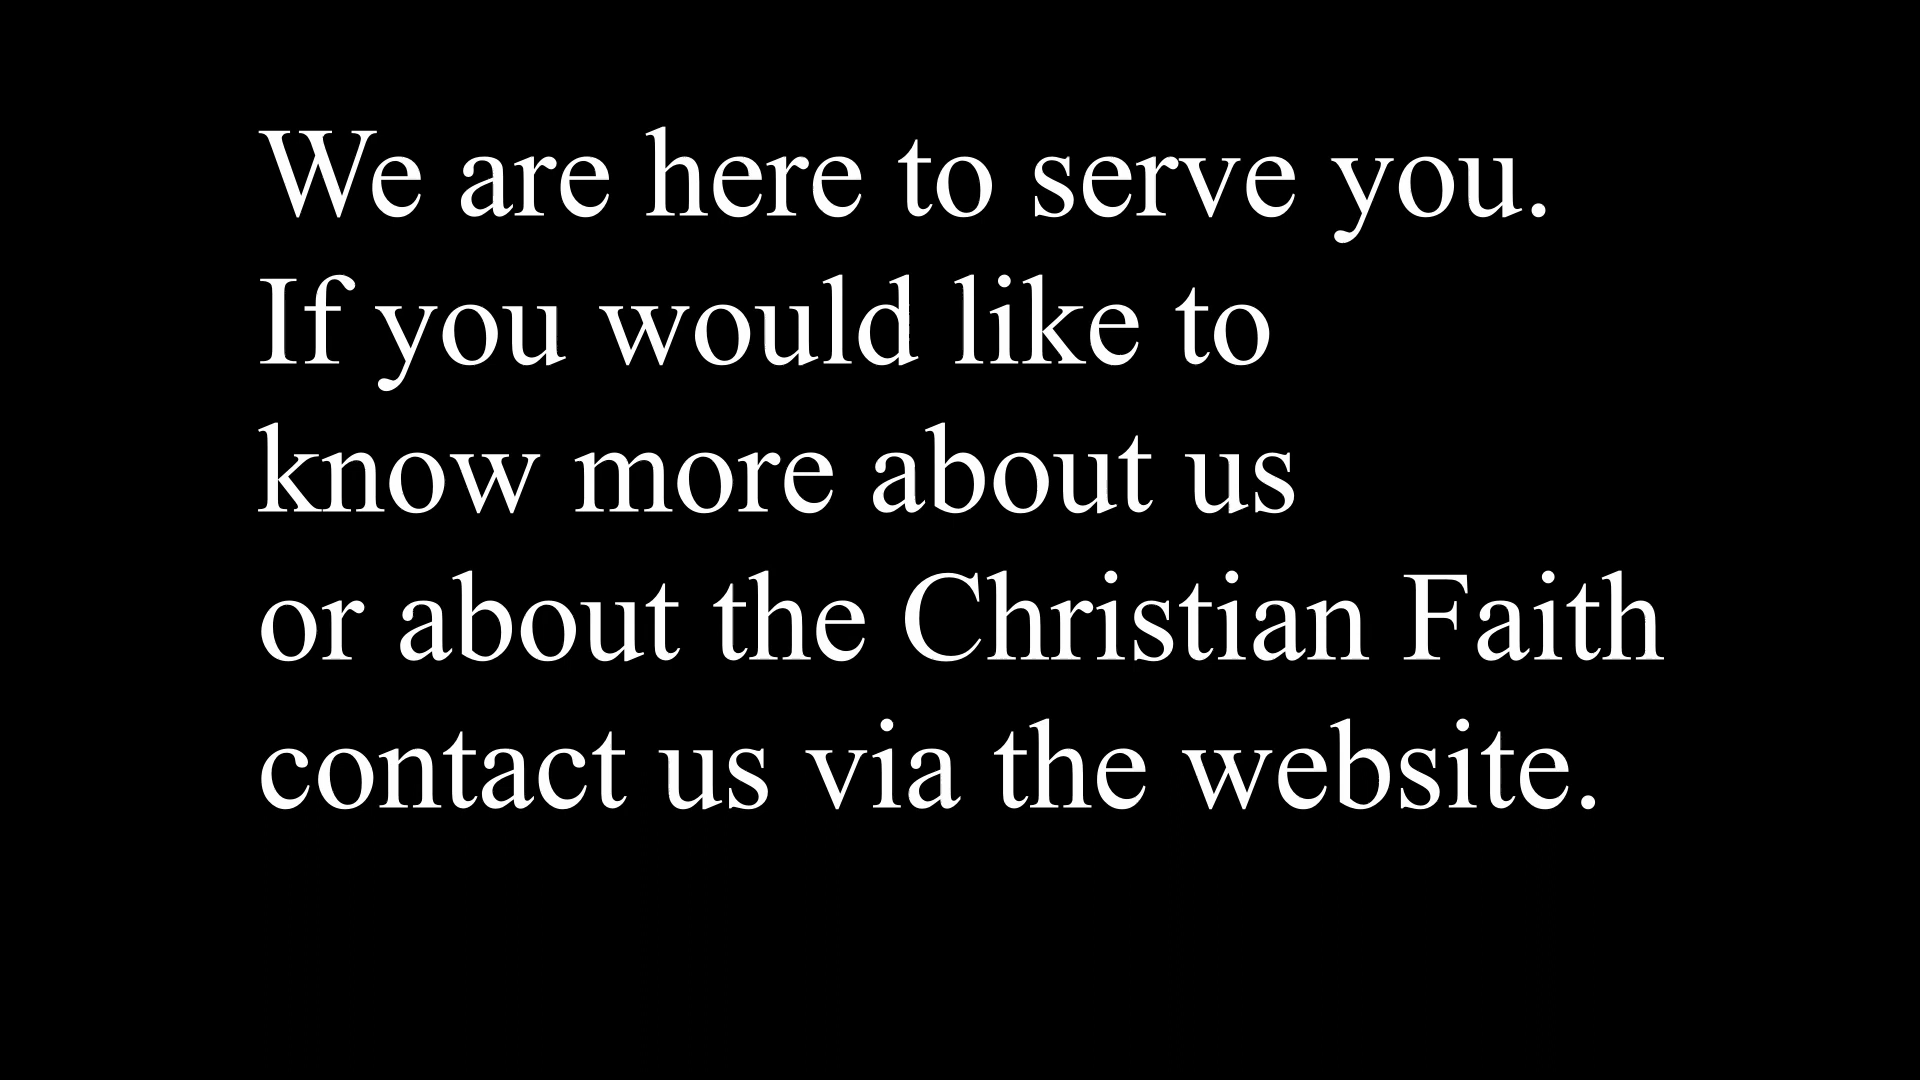 We are here to serve you.
If you would like to
know more about us
or about the Christian Faith
contact us via the website.